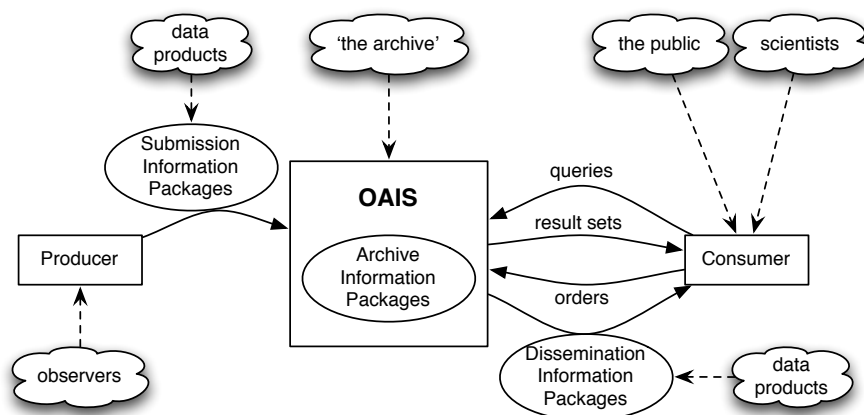 data
products
'the archive'
the public
scientists
Submission
Information
Packages
OAIS
queries
result sets
Producer
Archive
Information
Packages
Consumer
orders
observers
Dissemination
Information
Packages
data
products